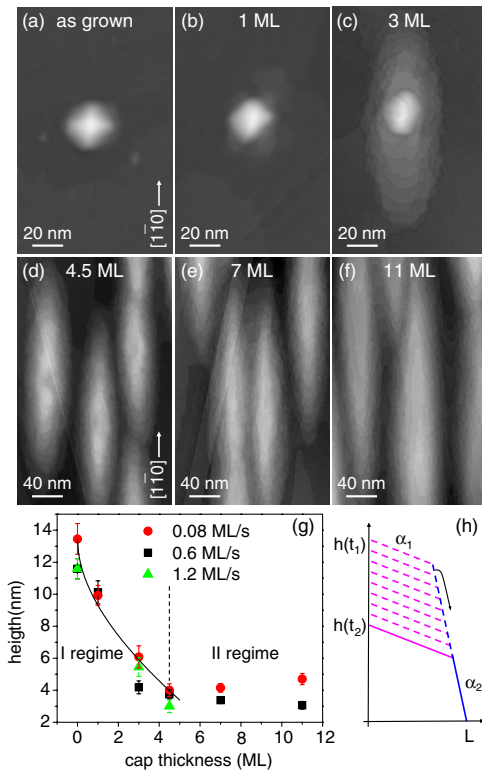 (a) as grown
20 nm
[1̄10]
(b) 1 ML
20 nm
(c) 3 ML
20 nm
(d) 4.5 ML
40 nm
[1̄10]
(e) 7 ML
40 nm
(f) 11 ML
40 nm
(g)
0.08 ML/s
0.6 ML/s
1.2 ML/s
I regime
II regime
heigth(nm)
14
12
10
8
6
4
2
0 2 4 6 8 10 12
cap thickness (ML)
(h)
h(t₁)
α₁
h(t₂)
α₂
L